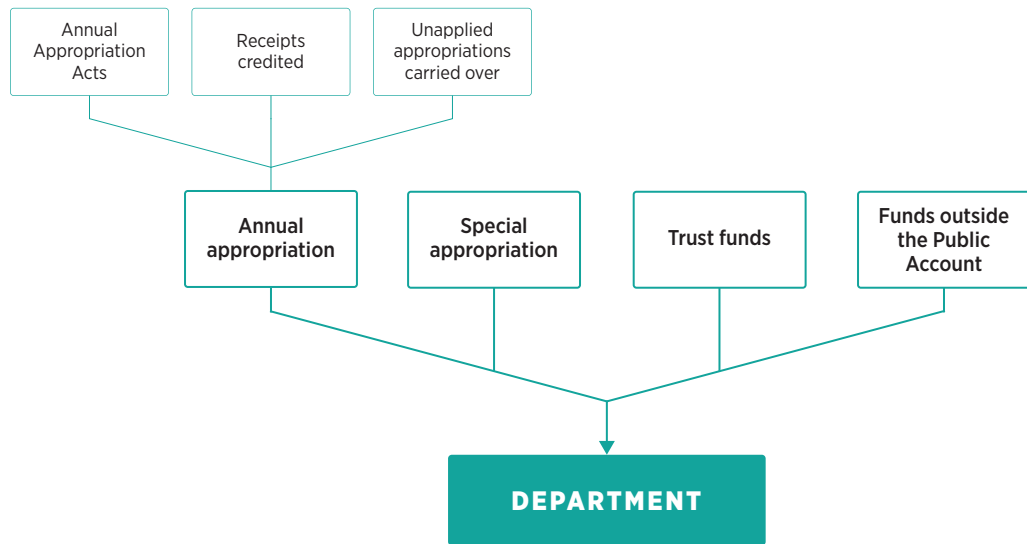 Annual
Appropriation
Acts
Receipts
credited
Unapplied
appropriations
carried over
Annual
appropriation
Special
appropriation
Trust funds
Funds outside
the Public
Account
DEPARTMENT